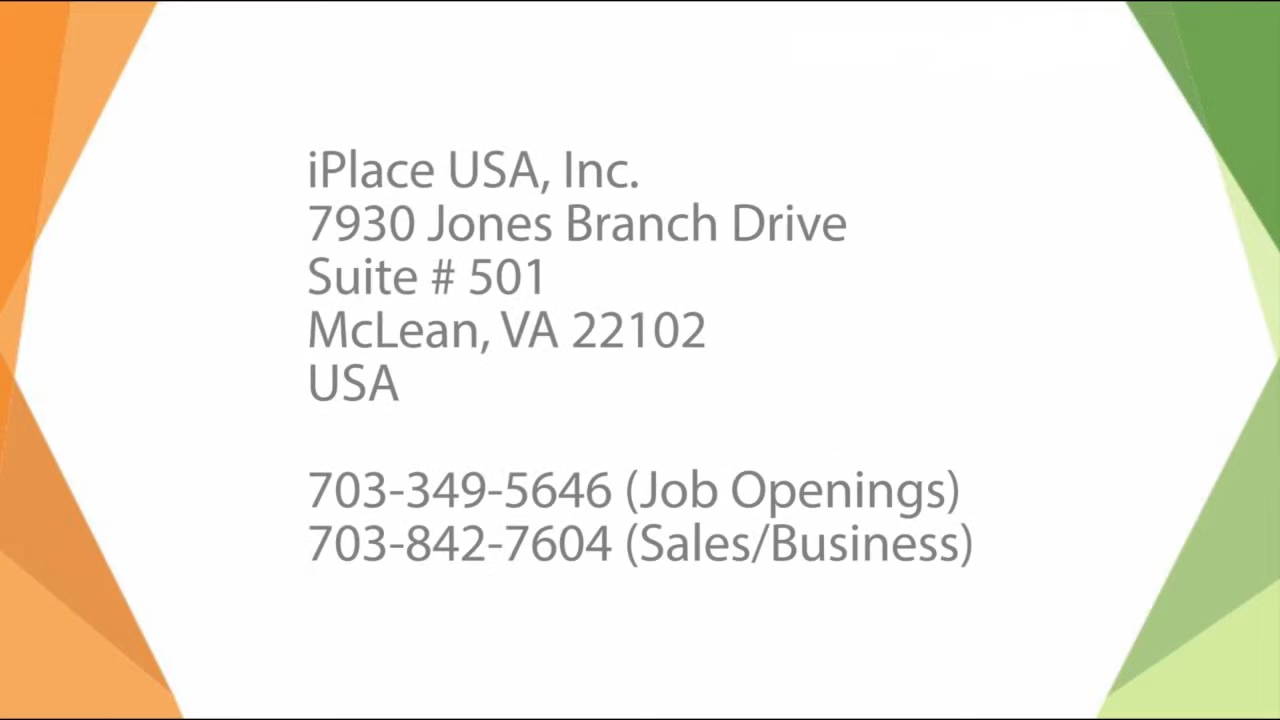 iPlace USA, Inc.
7930 Jones Branch Drive
Suite # 501
McLean, VA 22102
USA
703-349-5646 (Job Openings)
703-842-7604 (Sales/Business)